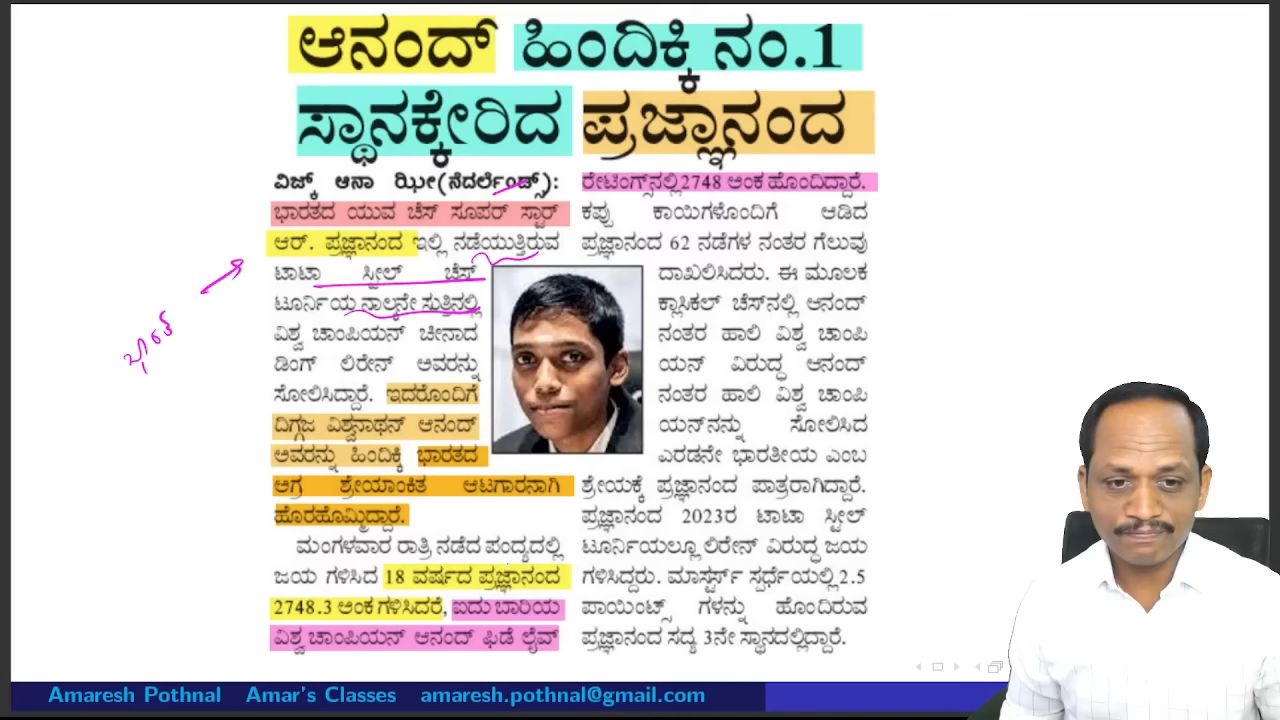 ಆನಂದ್ ಹಿಂದಿಕ್ಕಿ ನಂ.1
ಸ್ಥಾನಕ್ಕೇರಿದ ಪ್ರಜ್ಞಾನಂದ
ವಿಜ್ಕ್ ಆನಾ ಝೀ(ನೆದರ್ಲೆಂಡ್ಸ್):
ಭಾರತದ ಯುವ ಚೆಸ್ ಸೂಪರ್ ಸ್ಟಾರ್
ಆರ್. ಪ್ರಜ್ಞಾನಂದ ಇಲ್ಲಿ ನಡೆಯುತ್ತಿರುವ
ಟಾಟಾ ಸ್ಟೀಲ್ ಚೆಸ್
ಟೂರ್ನಿಯ ನಾಲ್ಕನೇ ಸುತ್ತಿನಲ್ಲಿ
ವಿಶ್ವ ಚಾಂಪಿಯನ್ ಚೀನಾದ
ಡಿಂಗ್ ಲಿರೇನ್ ಅವರನ್ನು
ಸೋಲಿಸಿದ್ದಾರೆ. ಇದರೊಂದಿಗೆ
ದಿಗ್ಗಜ ವಿಶ್ವನಾಥನ್ ಆನಂದ್
ಅವರನ್ನು ಹಿಂದಿಕ್ಕಿ ಭಾರತದ
ಅಗ್ರ ಶ್ರೇಯಾಂಕಿತ ಆಟಗಾರನಾಗಿ
ಹೊರಹೊಮ್ಮಿದ್ದಾರೆ.
ಮಂಗಳವಾರ ರಾತ್ರಿ ನಡೆದ ಪಂದ್ಯದಲ್ಲಿ
ಜಯ ಗಳಿಸಿದ 18 ವರ್ಷದ ಪ್ರಜ್ಞಾನಂದ
2748.3 ಅಂಕ ಗಳಿಸಿದರೆ, ಐದು ಬಾರಿಯ
ವಿಶ್ವ ಚಾಂಪಿಯನ್ ಆನಂದ್ ಫಿಡೆ ಲೈವ್
ರೇಟಿಂಗ್ಸ್‌ನಲ್ಲಿ 2748 ಅಂಕ ಹೊಂದಿದ್ದಾರೆ.
ಕಪ್ಪು ಕಾಯಿಗಳೊಂದಿಗೆ ಆಡಿದ
ಪ್ರಜ್ಞಾನಂದ 62 ನಡೆಗಳ ನಂತರ ಗೆಲುವು
ದಾಖಲಿಸಿದರು. ಈ ಮೂಲಕ
ಕ್ಲಾಸಿಕಲ್ ಚೆಸ್‌ನಲ್ಲಿ ಆನಂದ್
ನಂತರ ಹಾಲಿ ವಿಶ್ವ ಚಾಂಪಿ
ಯನ್ ವಿರುದ್ಧ ಆನಂದ್
ನಂತರ ಹಾಲಿ ವಿಶ್ವ ಚಾಂಪಿ
ಯನ್‌ನನ್ನು ಸೋಲಿಸಿದ
ಎರಡನೇ ಭಾರತೀಯ ಎಂಬ
ಶ್ರೇಯಕ್ಕೆ ಪ್ರಜ್ಞಾನಂದ ಪಾತ್ರರಾಗಿದ್ದಾರೆ.
ಪ್ರಜ್ಞಾನಂದ 2023ರ ಟಾಟಾ ಸ್ಟೀಲ್
ಟೂರ್ನಿಯಲ್ಲೂ ಲಿರೇನ್ ವಿರುದ್ಧ ಜಯ
ಗಳಿಸಿದ್ದರು. ಮಾಸ್ಟರ್ಸ್ ಸ್ಪರ್ಧೆಯಲ್ಲಿ 2.5
ಪಾಯಿಂಟ್ಸ್ ಗಳನ್ನು ಹೊಂದಿರುವ
ಪ್ರಜ್ಞಾನಂದ ಸದ್ಯ 3ನೇ ಸ್ಥಾನದಲ್ಲಿದ್ದಾರೆ.
Amaresh Pothnal Amar's Classes amaresh.pothnal@gmail.com